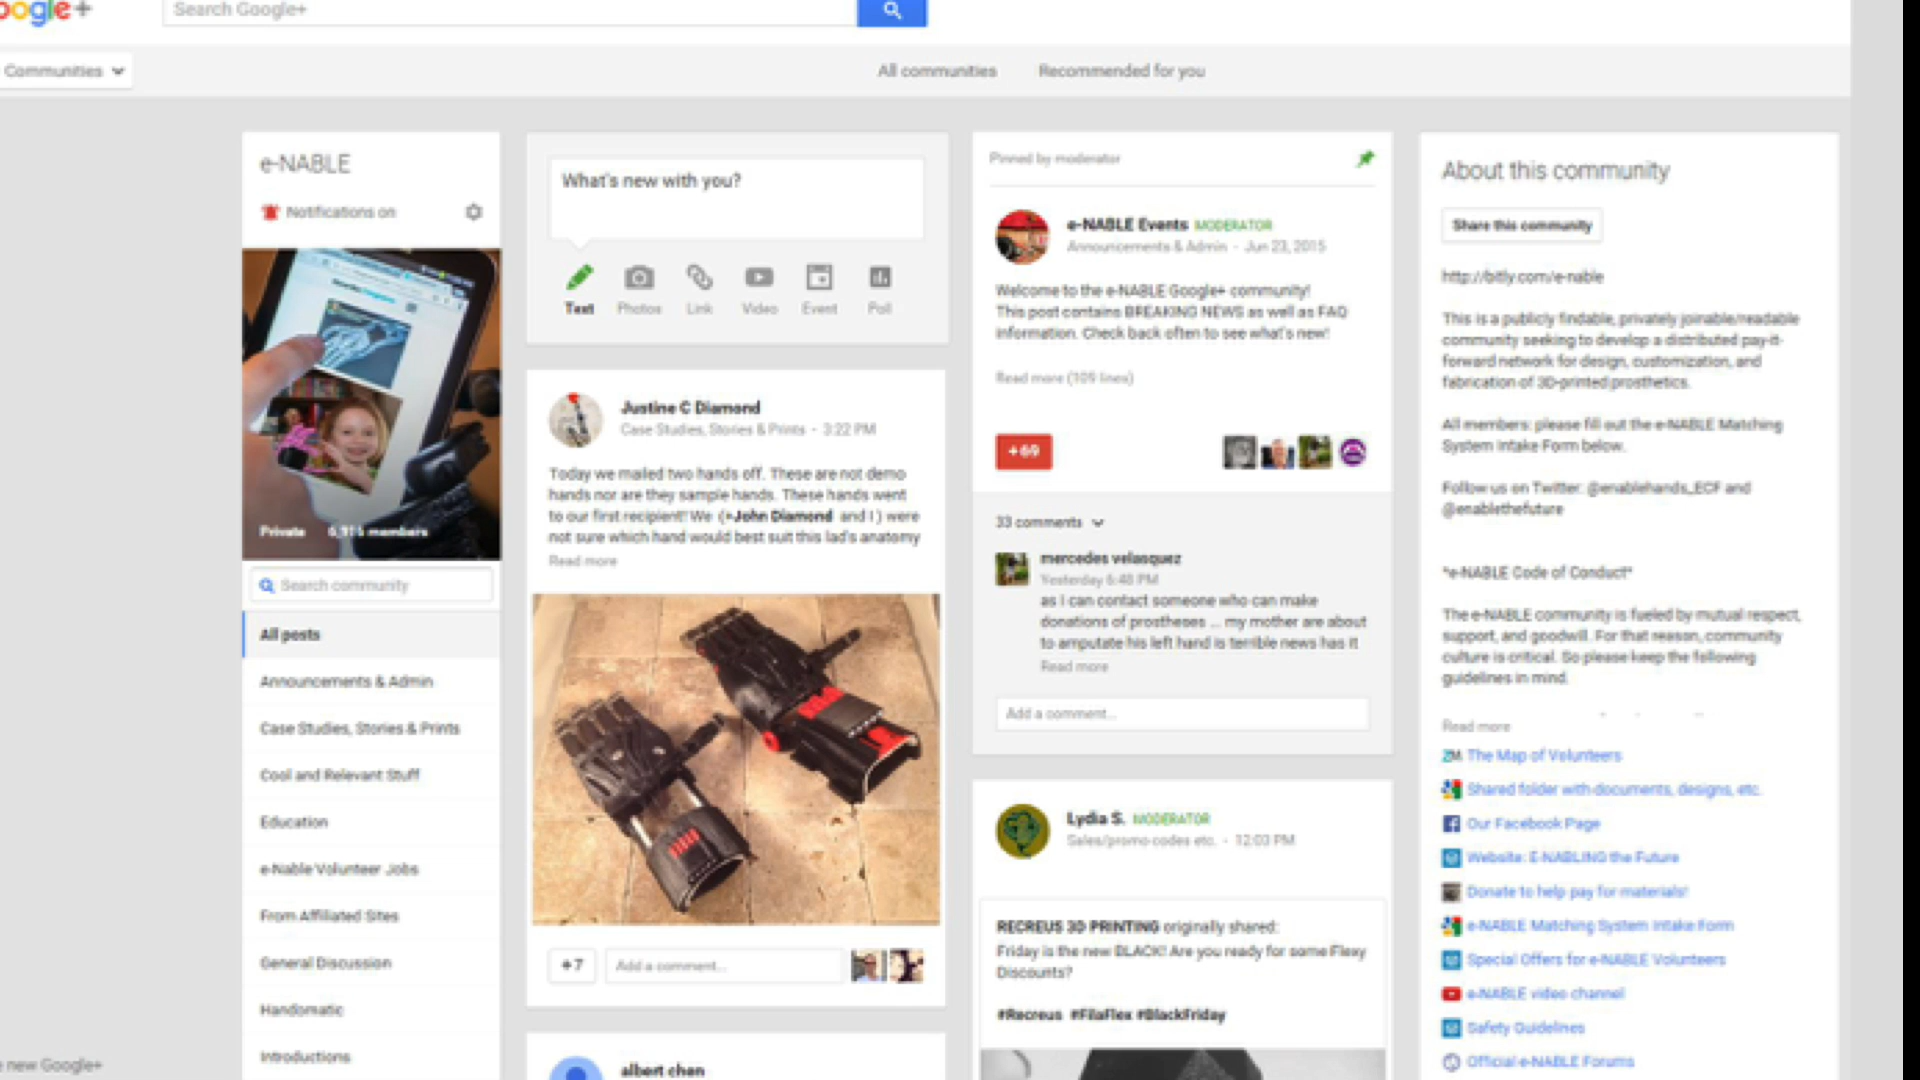 oogle+
Search Google+
Communities
All communities
Recommended for you
e-NABLE
Notifications on
Private
members
Search community
All posts
Announcements & Admin
Case Studies, Stories & Prints
Cool and Relevant Stuff
Education
e-Nable Volunteer Jobs
From Affiliated Sites
General Discussion
Handomatic
Introductions
new Google+
What's new with you?
Text
Photos
Link
Video
Event
Poll
Justine C Diamond
Case Studies, Stories & Prints - 3:22 PM
Today we mailed two hands off. These are not demo
hands nor are they sample hands. These hands went
to our first recipient! We (+John Diamond and I ) were
not sure which hand would best suit this lad's anatomy
Read more
+7
Add a comment...
albert chen
Pinned by moderator
e-NABLE Events MODERATOR
Announcements & Admin - Jun 23, 2015
Welcome to the e-NABLE Google+ community!
This post contains BREAKING NEWS as well as FAQ
information. Check back often to see what's new!
Read more (109 lines)
+69
33 comments
mercedes velasquez
Yesterday 6:48 PM
as I can contact someone who can make
donations of prostheses ... my mother are about
to amputate his left hand is terrible news has it
Read more
Add a comment...
Lydia S. MODERATOR
Sales/promo codes etc. - 12:03 PM
RECREUS 3D PRINTING originally shared:
Friday is the new BLACK! Are you ready for some Flexy
Discounts?
#Recreus #FilaFlex #BlackFriday
About this community
Share this community
http://bitly.com/e-nable
This is a publicly findable, privately joinable/readable
community seeking to develop a distributed pay-it-
forward network for design, customization, and
fabrication of 3D-printed prosthetics.
All members: please fill out the e-NABLE Matching
System Intake Form below.
Follow us on Twitter: @enablehands_ECF and
@enablethefuture
*e-NABLE Code of Conduct*
The e-NABLE community is fueled by mutual respect,
support, and goodwill. For that reason, community
culture is critical. So please keep the following
guidelines in mind.
Read more
The Map of Volunteers
Shared folder with documents, designs, etc.
Our Facebook Page
Website: E-NABLING the Future
Donate to help pay for materials!
e-NABLE Matching System Intake Form
Special Offers for e-NABLE Volunteers
e-NABLE video channel
Safety Guidelines
Official e-NABLE Forums